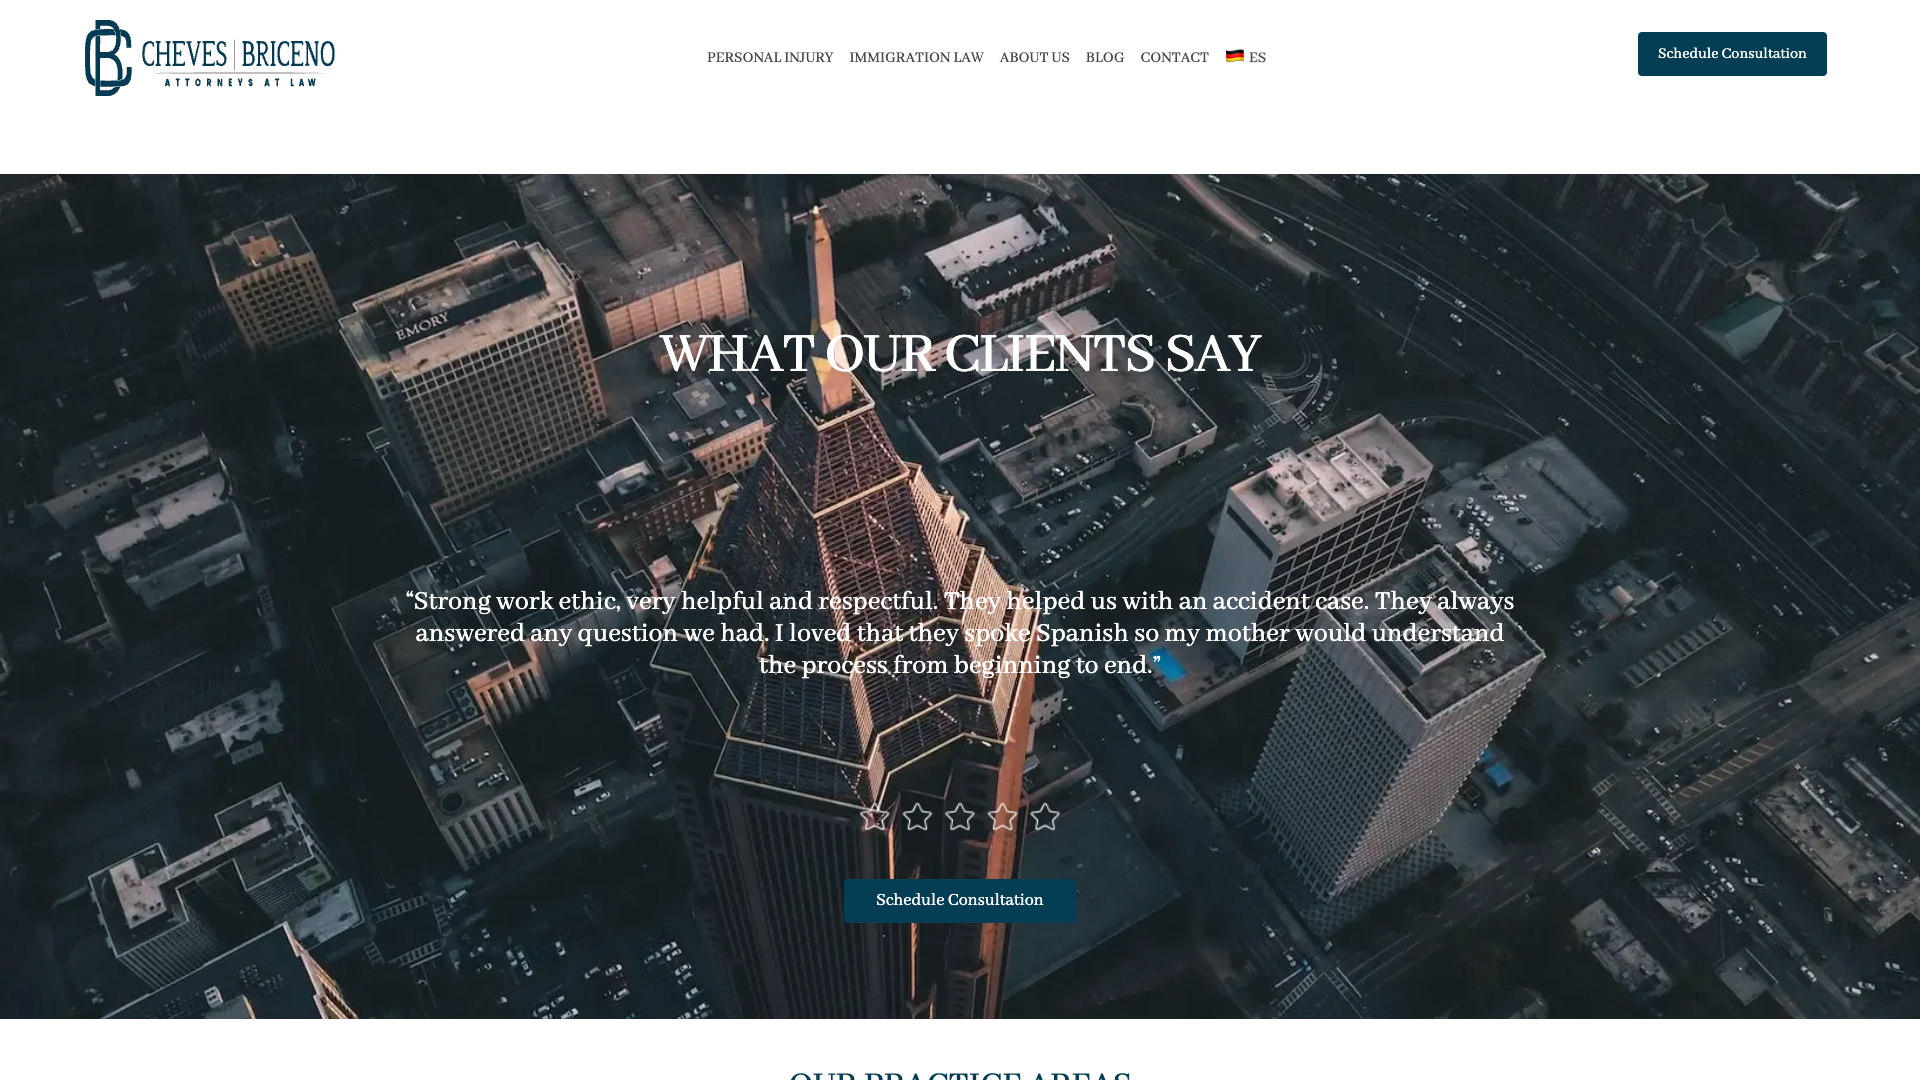 CB CHEVES | BRICENO
ATTORNEYS AT LAW
PERSONAL INJURY IMMIGRATION LAW ABOUT US BLOG CONTACT ES
Schedule Consultation
EMORY
WHAT OUR CLIENTS SAY
“Strong work ethic, very helpful and respectful. They helped us with an accident case. They always
answered any question we had. I loved that they spoke Spanish so my mother would understand
the process from beginning to end.”
Schedule Consultation
OUR PRACTICE AREAS